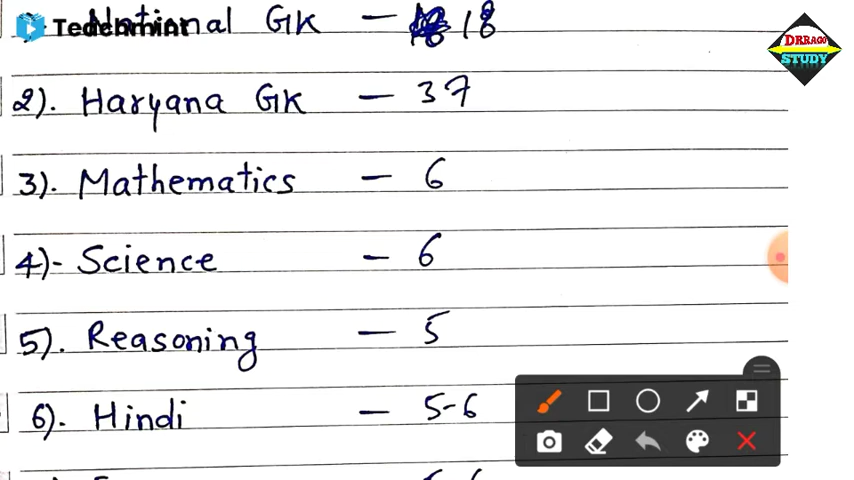 Teachmint
National GK — 18
DRRAGO
STUDY
2). Haryana GK — 37
3). Mathematics — 6
4)- Science — 6
5). Reasoning — 5
6). Hindi — 5-6